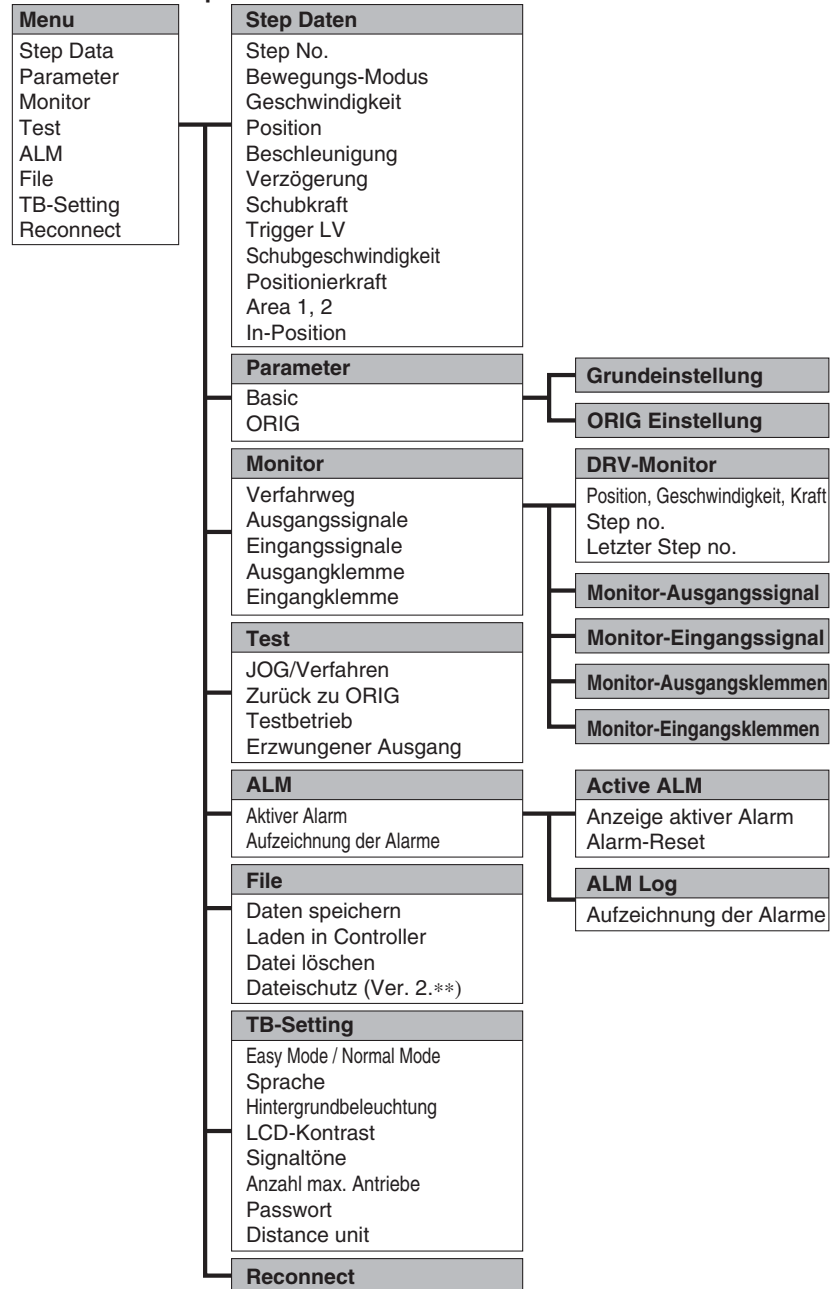 Menu
Step Data
Parameter
Monitor
Test
ALM
File
TB-Setting
Reconnect
Step Daten
Step No.
Bewegungs-Modus
Geschwindigkeit
Position
Beschleunigung
Verzögerung
Schubkraft
Trigger LV
Schubgeschwindigkeit
Positionierkraft
Area 1, 2
In-Position
Parameter
Basic
ORIG
Grundeinstellung
ORIG Einstellung
Monitor
Verfahrweg
Ausgangssignale
Eingangssignale
Ausgangklemme
Eingangklemme
DRV-Monitor
Position, Geschwindigkeit, Kraft
Step no.
Letzter Step no.
Monitor-Ausgangssignal
Monitor-Eingangssignal
Monitor-Ausgangsklemmen
Monitor-Eingangsklemmen
Test
JOG/Verfahren
Zurück zu ORIG
Testbetrieb
Erzwungener Ausgang
ALM
Aktiver Alarm
Aufzeichnung der Alarme
Active ALM
Anzeige aktiver Alarm
Alarm-Reset
ALM Log
Aufzeichnung der Alarme
File
Daten speichern
Laden in Controller
Datei löschen
Dateischutz (Ver. 2.**)
TB-Setting
Easy Mode / Normal Mode
Sprache
Hintergrundbeleuchtung
LCD-Kontrast
Signaltöne
Anzahl max. Antriebe
Passwort
Distance unit
Reconnect